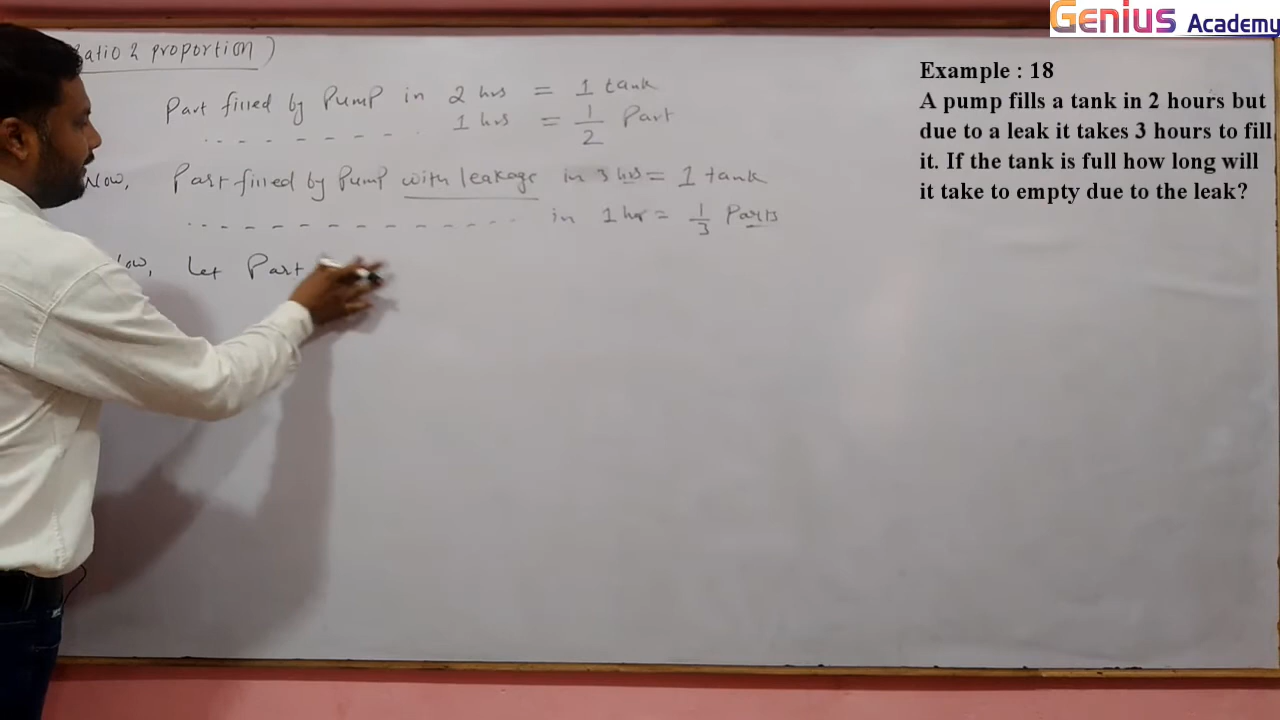 Genius Academy
Example : 18
A pump fills a tank in 2 hours but
due to a leak it takes 3 hours to fill
it. If the tank is full how long will
it take to empty due to the leak?
atio & proportion )
Part filled by Pump in 2 hrs = 1 tank
- - - - - - - 1 hrs = 1/2 Part
Now, Part filled by Pump with leakage in 3 hrs = 1 tank
- - - - - - - - - - - - in 1 hr = 1/3 Parts
ow, Let Part